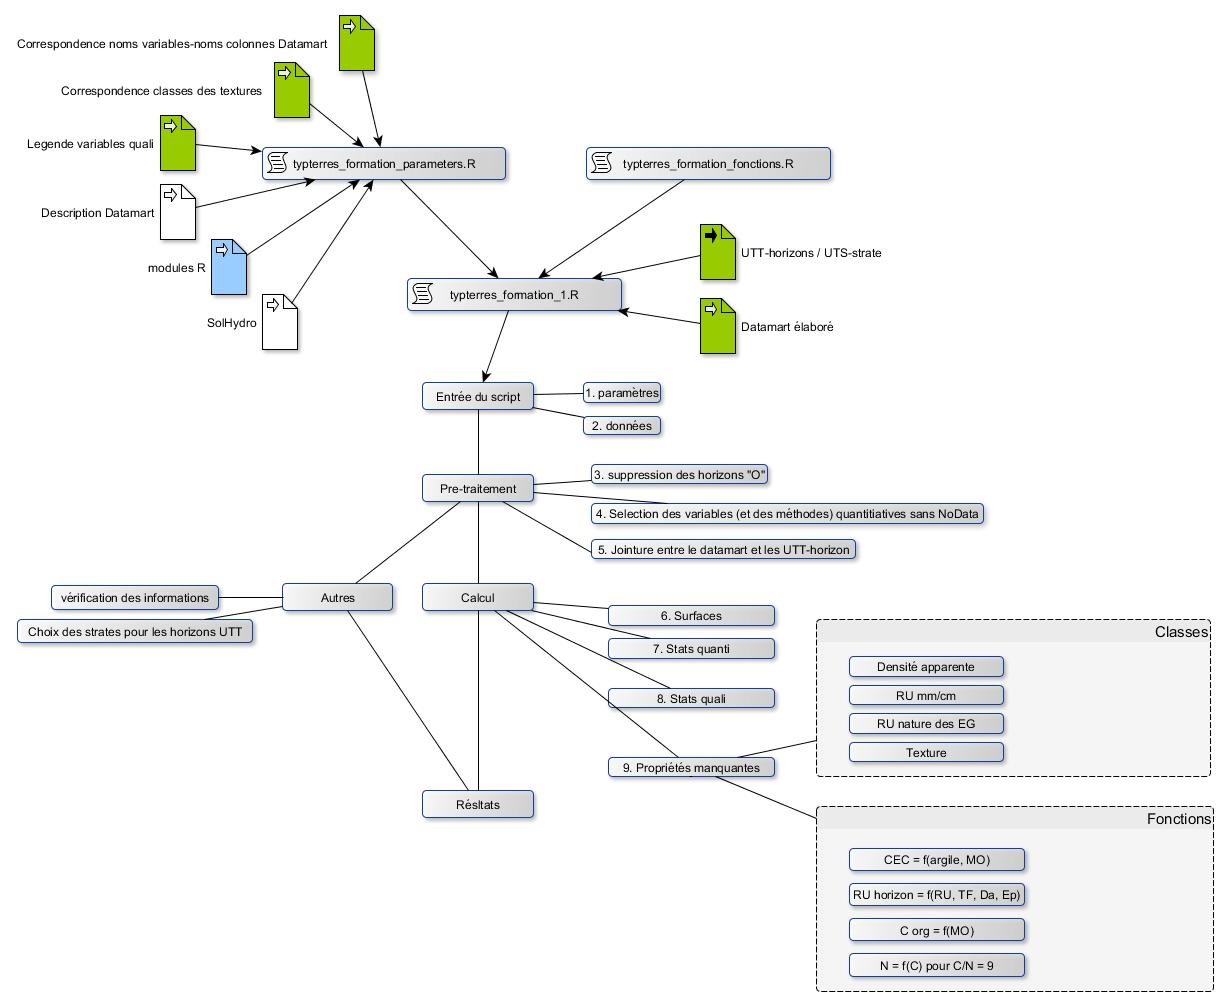 Correspondence noms variables-noms colonnes Datamart
Correspondence classes des textures
Legende variables quali
typterres_formation_parameters.R
typterres_formation_fonctions.R
Description Datamart
modules R
UTT-horizons / UTS-strate
SolHydro
typterres_formation_1.R
Datamart élaboré
Entrée du script
1. paramètres
2. données
Pre-traitement
3. suppression des horizons "O"
4. Selection des variables (et des méthodes) quantitiatives sans NoData
5. Jointure entre le datamart et les UTT-horizon
vérification des informations
Autres
Calcul
Choix des strates pour les horizons UTT
6. Surfaces
7. Stats quanti
8. Stats quali
9. Propriétés manquantes
Classes
Densité apparente
RU mm/cm
RU nature des EG
Texture
Résltats
Fonctions
CEC = f(argile, MO)
RU horizon = f(RU, TF, Da, Ep)
C org = f(MO)
N = f(C) pour C/N = 9